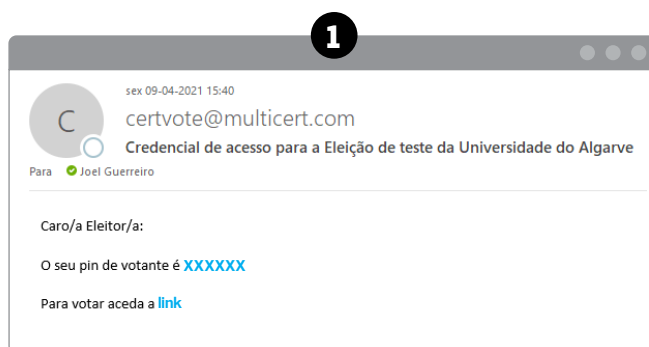 1
sex 09-04-2021 15:40
C
certvote@multicert.com
Credencial de acesso para a Eleição de teste da Universidade do Algarve
Para Joel Guerreiro
Caro/a Eleitor/a:
O seu pin de votante é XXXXXX
Para votar aceda a link